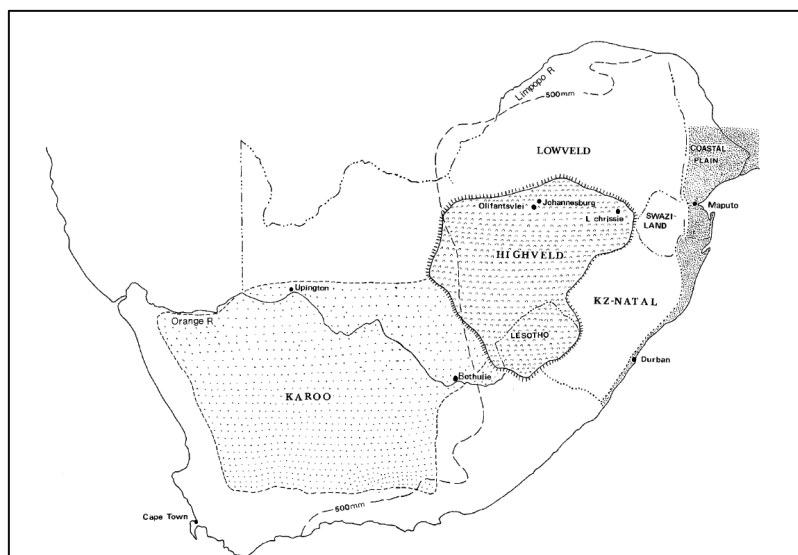 Limpopo R
500mm
LOWVELD
COASTAL
PLAIN
Olifantsvlei
Johannesburg
L chrissie
SWAZI-
LAND
Maputo
HIGHVELD
Upington
KZ-NATAL
Orange R
LESOTHO
Durban
Bethulie
KAROO
500mm
Cape Town